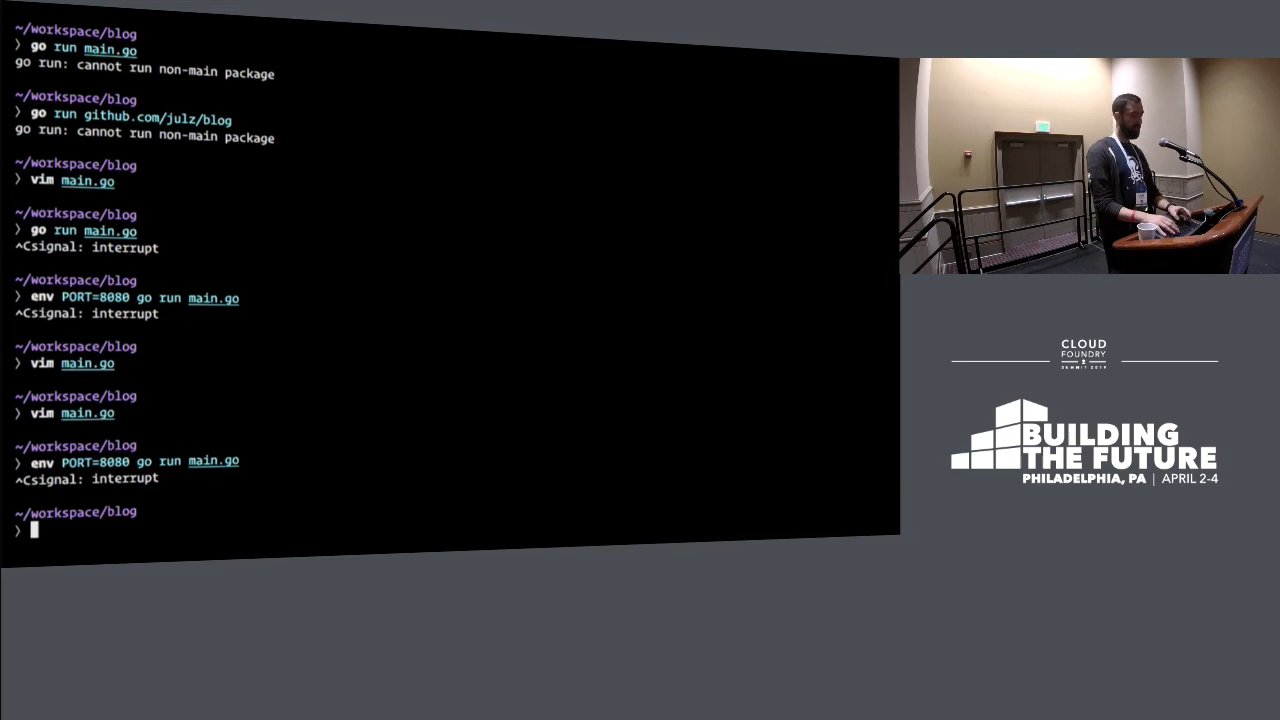 ~/workspace/blog
❯ go run main.go
go run: cannot run non-main package
~/workspace/blog
❯ go run github.com/julz/blog
go run: cannot run non-main package
~/workspace/blog
❯ vim main.go
~/workspace/blog
❯ go run main.go
^Csignal: interrupt
~/workspace/blog
❯ env PORT=8080 go run main.go
^Csignal: interrupt
~/workspace/blog
❯ vim main.go
~/workspace/blog
❯ vim main.go
~/workspace/blog
❯ env PORT=8080 go run main.go
^Csignal: interrupt
~/workspace/blog
❯
CLOUD
FOUNDRY
SUMMIT 2019
BUILDING
THE FUTURE
PHILADELPHIA, PA | APRIL 2-4